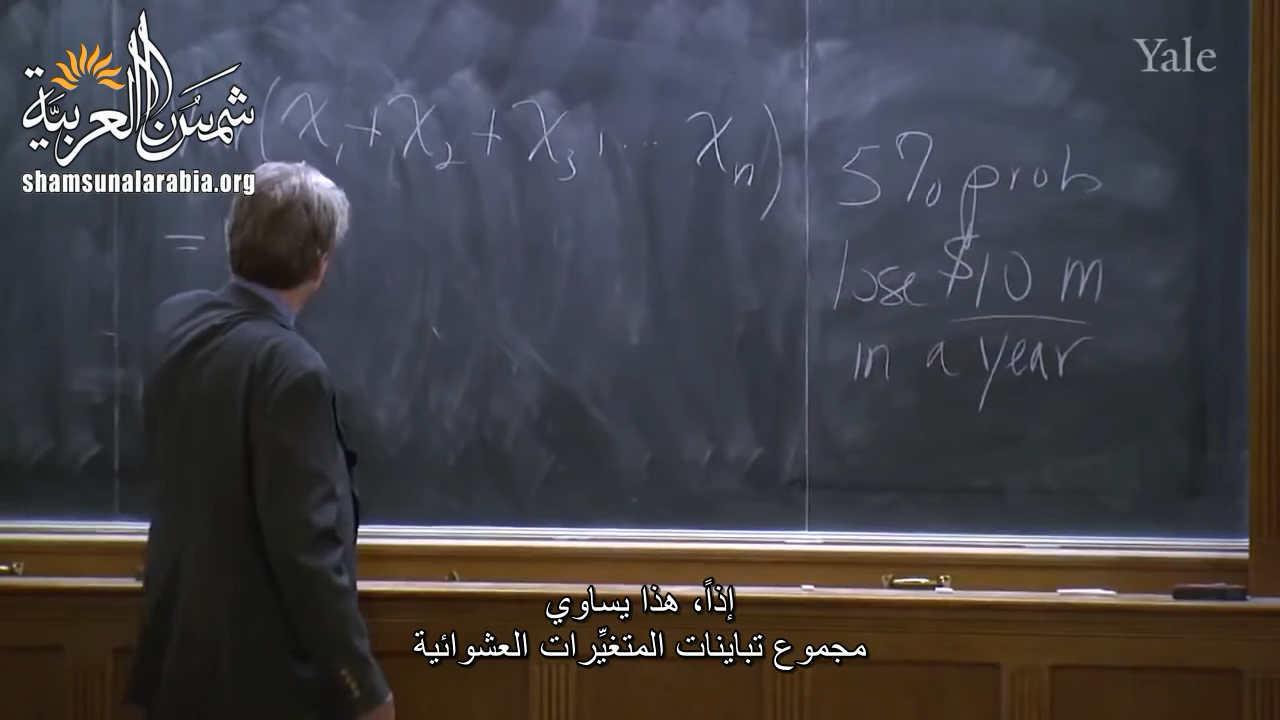 شمسُ العربيَّة
shamsunalarabia.org
Yale
(x₁ + x₂ + x₃, ... xₙ)
=
5% prob
lose $10 m
in a year
إذاً، هذا يساوي
مجموع تباينات المتغيِّرات العشوائية